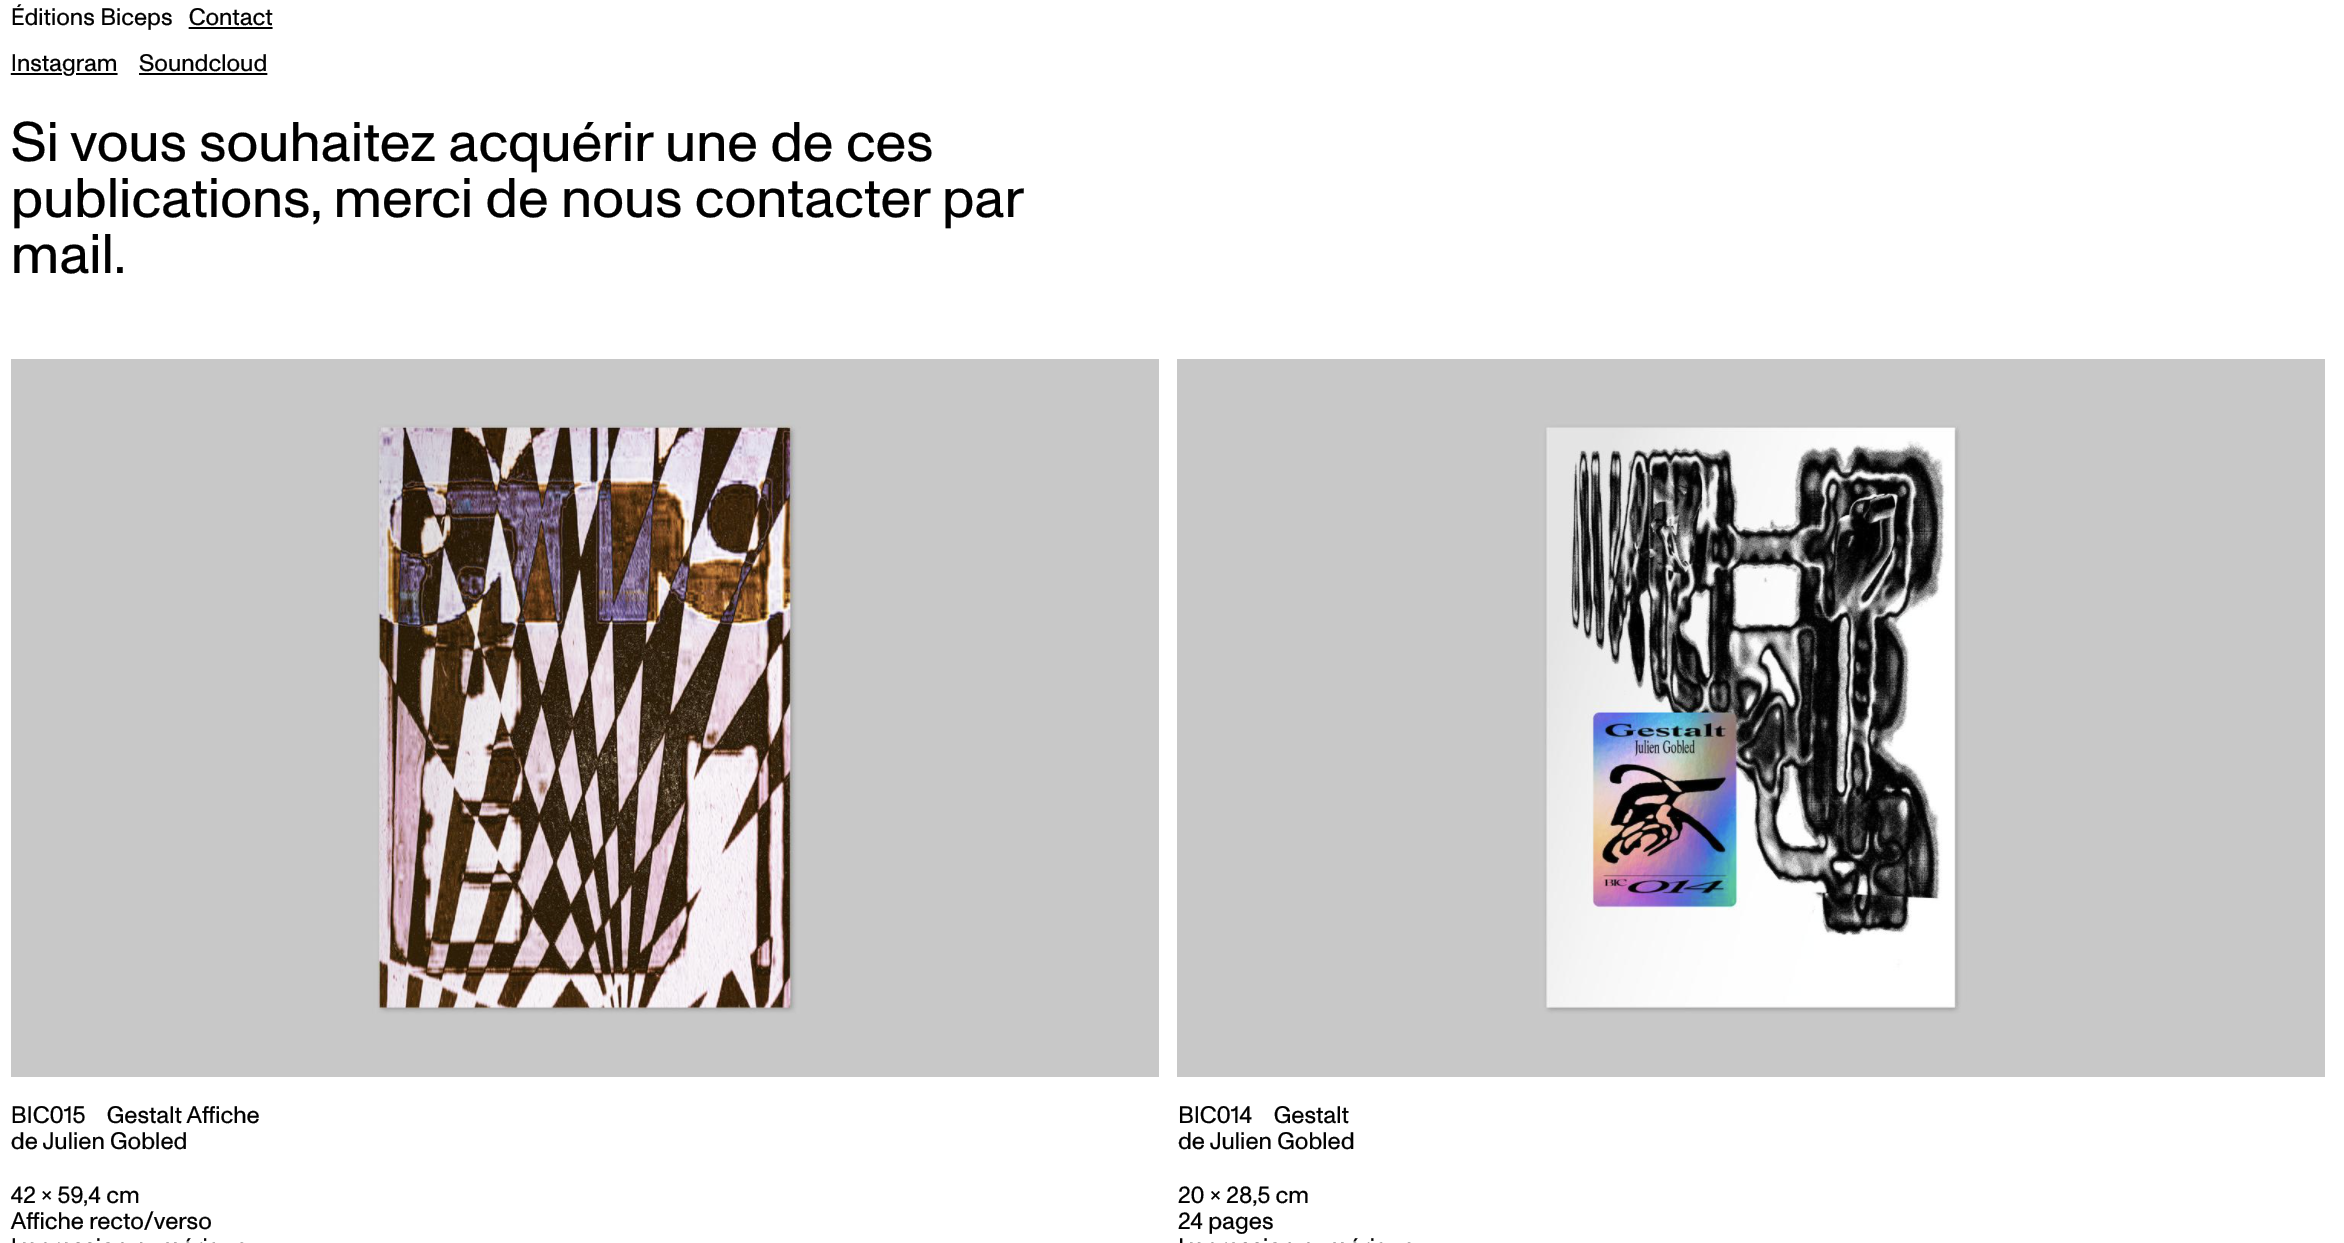 Éditions Biceps Contact
Instagram Soundcloud
Si vous souhaitez acquérir une de ces
publications, merci de nous contacter par
mail.
Gestalt
Julien Gobled
BIC 014
BIC015 Gestalt Affiche
de Julien Gobled
42 × 59,4 cm
Affiche recto/verso
BIC014 Gestalt
de Julien Gobled
20 × 28,5 cm
24 pages